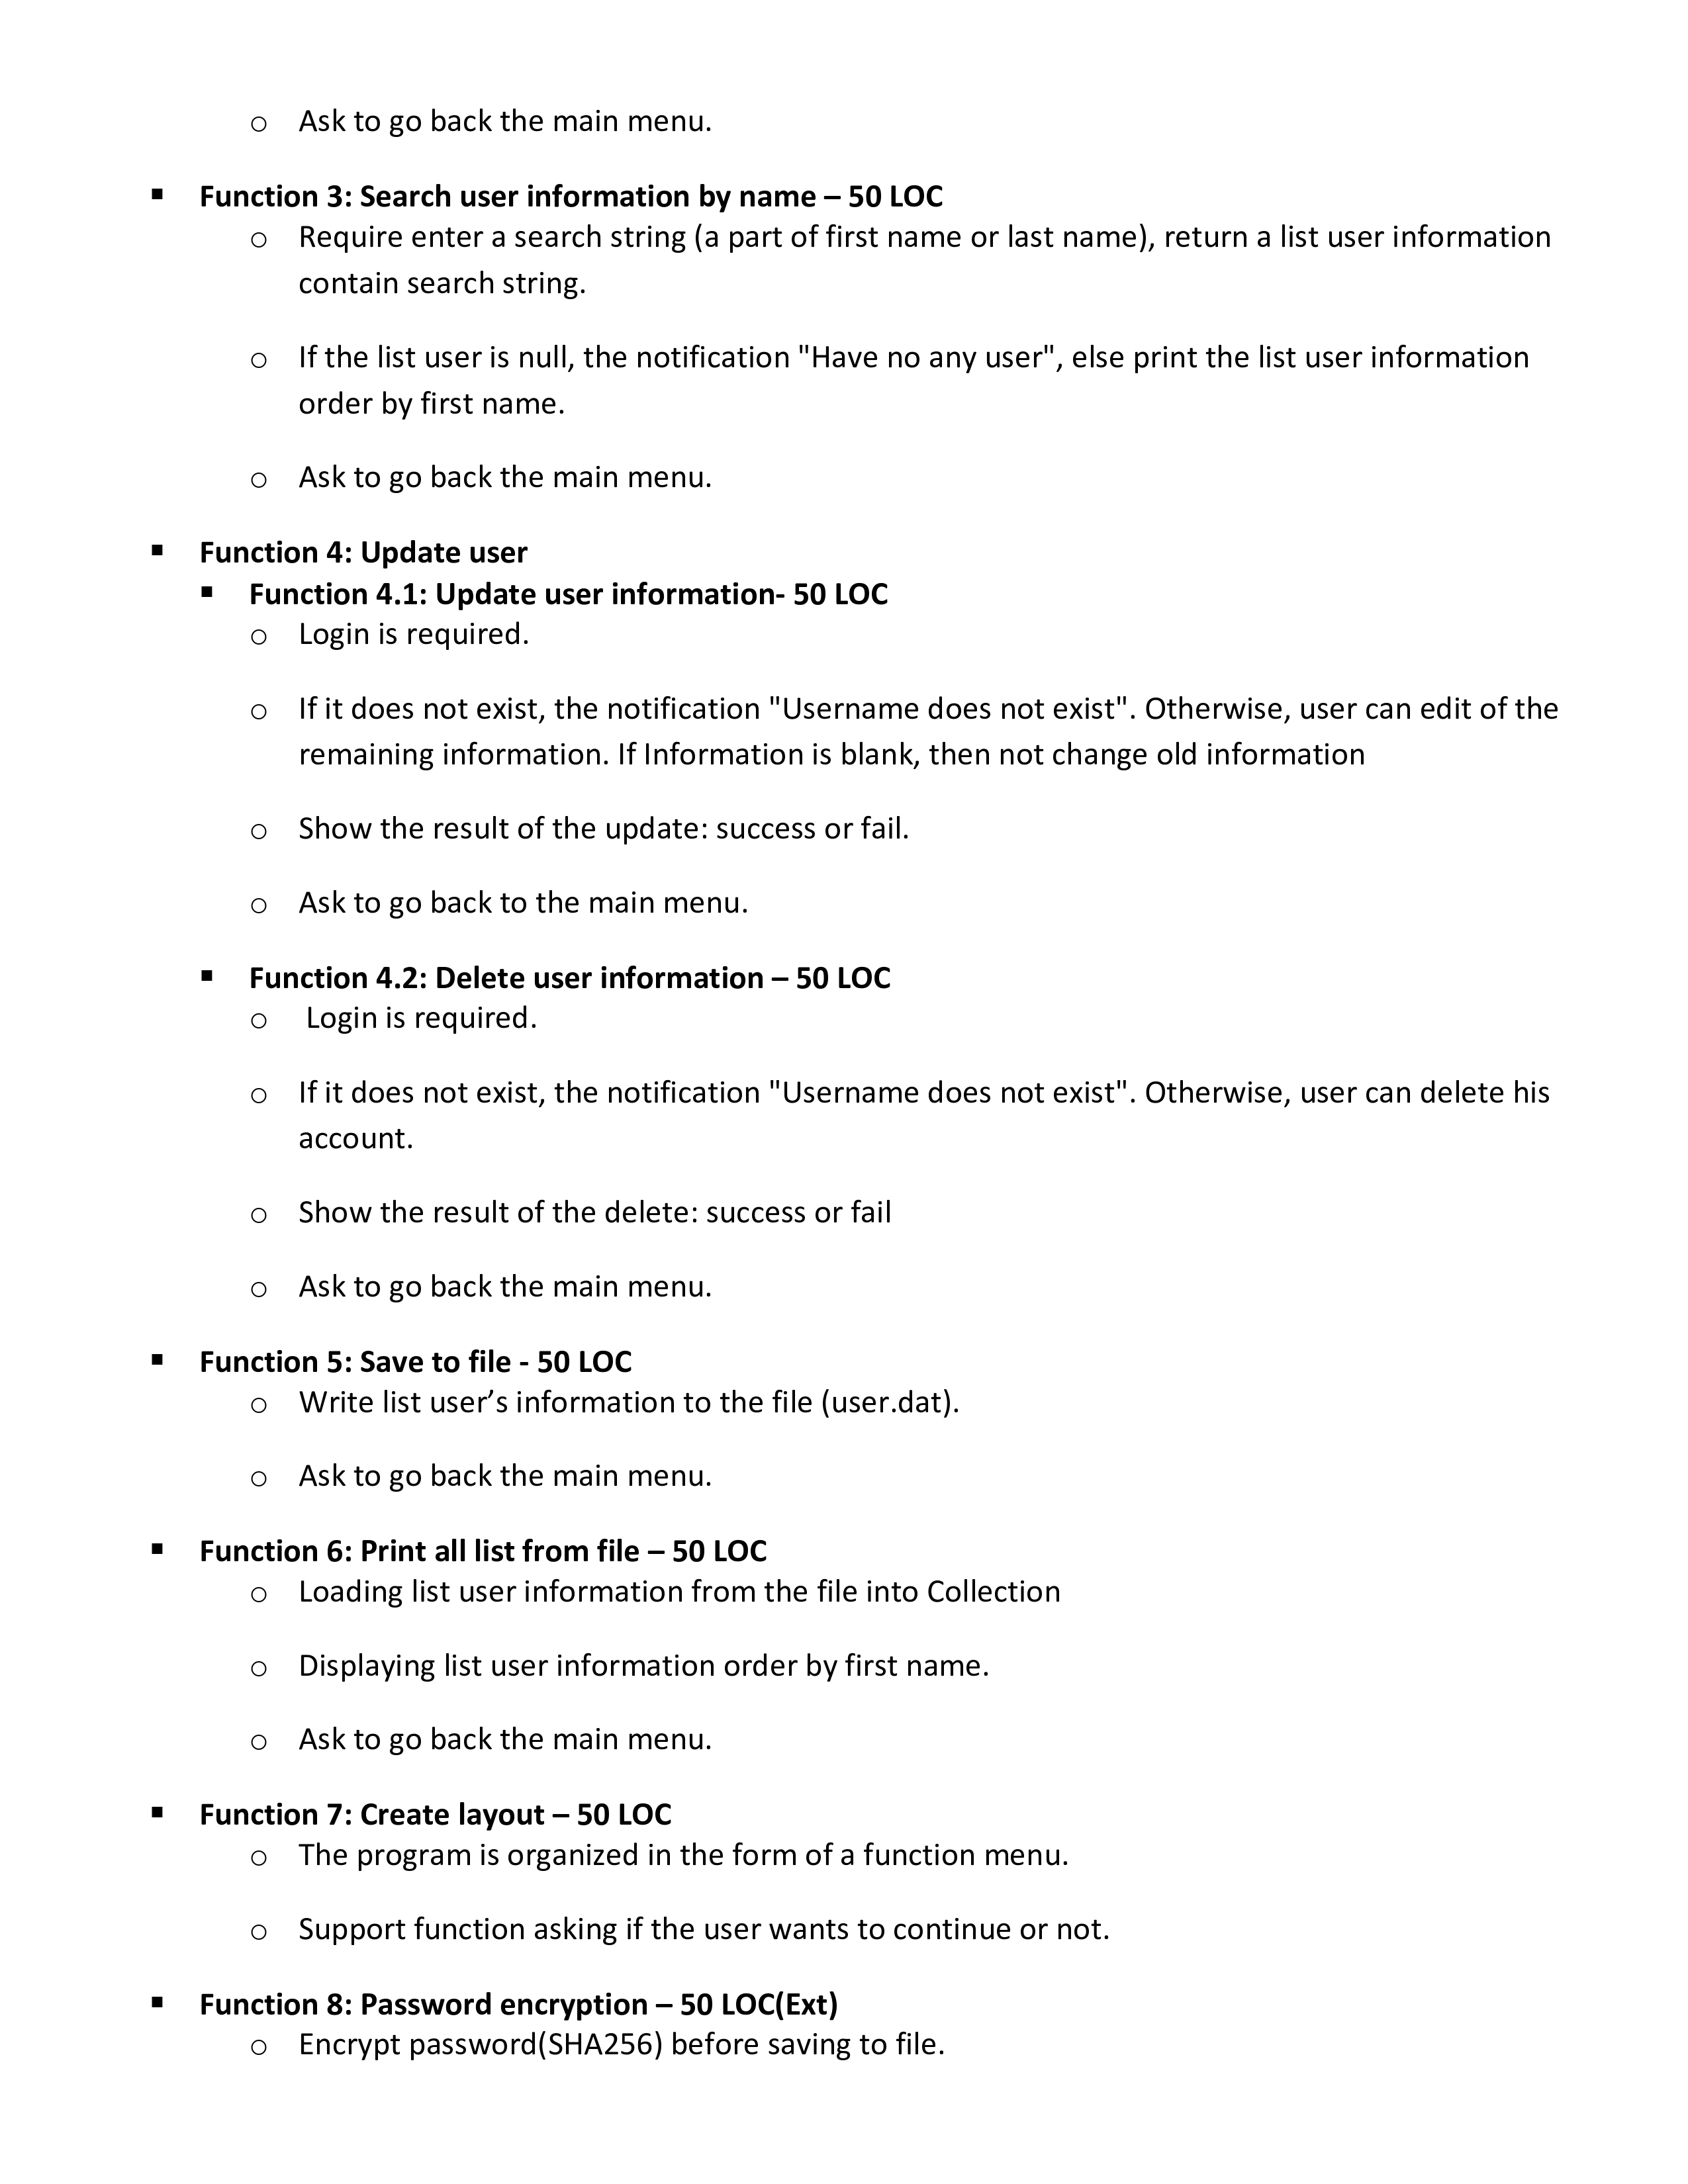 o Ask to go back the main menu.
▪ Function 3: Search user information by name – 50 LOC
o Require enter a search string (a part of first name or last name), return a list user information
contain search string.
o If the list user is null, the notification "Have no any user", else print the list user information
order by first name.
o Ask to go back the main menu.
▪ Function 4: Update user
▪ Function 4.1: Update user information- 50 LOC
o Login is required.
o If it does not exist, the notification "Username does not exist". Otherwise, user can edit of the
remaining information. If Information is blank, then not change old information
o Show the result of the update: success or fail.
o Ask to go back to the main menu.
▪ Function 4.2: Delete user information – 50 LOC
o Login is required.
o If it does not exist, the notification "Username does not exist". Otherwise, user can delete his
account.
o Show the result of the delete: success or fail
o Ask to go back the main menu.
▪ Function 5: Save to file - 50 LOC
o Write list user’s information to the file (user.dat).
o Ask to go back the main menu.
▪ Function 6: Print all list from file – 50 LOC
o Loading list user information from the file into Collection
o Displaying list user information order by first name.
o Ask to go back the main menu.
▪ Function 7: Create layout – 50 LOC
o The program is organized in the form of a function menu.
o Support function asking if the user wants to continue or not.
▪ Function 8: Password encryption – 50 LOC(Ext)
o Encrypt password(SHA256) before saving to file.